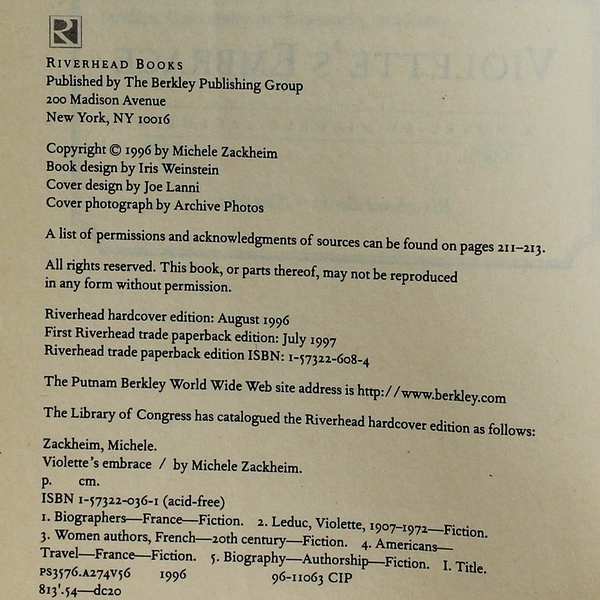 R
RIVERHEAD BOOKS
Published by The Berkley Publishing Group
200 Madison Avenue
New York, NY 10016
Copyright © 1996 by Michele Zackheim
Book design by Iris Weinstein
Cover design by Joe Lanni
Cover photograph by Archive Photos
A list of permissions and acknowledgments of sources can be found on pages 211–213.
All rights reserved. This book, or parts thereof, may not be reproduced
in any form without permission.
Riverhead hardcover edition: August 1996
First Riverhead trade paperback edition: July 1997
Riverhead trade paperback edition ISBN: 1-57322-608-4
The Putnam Berkley World Wide Web site address is http://www.berkley.com
The Library of Congress has catalogued the Riverhead hardcover edition as follows:
Zackheim, Michele.
Violette's embrace / by Michele Zackheim.
p. cm.
ISBN 1-57322-036-1 (acid-free)
1. Biographers—France—Fiction. 2. Leduc, Violette, 1907–1972—Fiction.
3. Women authors, French—20th century—Fiction. 4. Americans—
Travel—France—Fiction. 5. Biography—Authorship—Fiction. I. Title.
PS3576.A274V56 1996 96-11063 CIP
813'.54—dc20